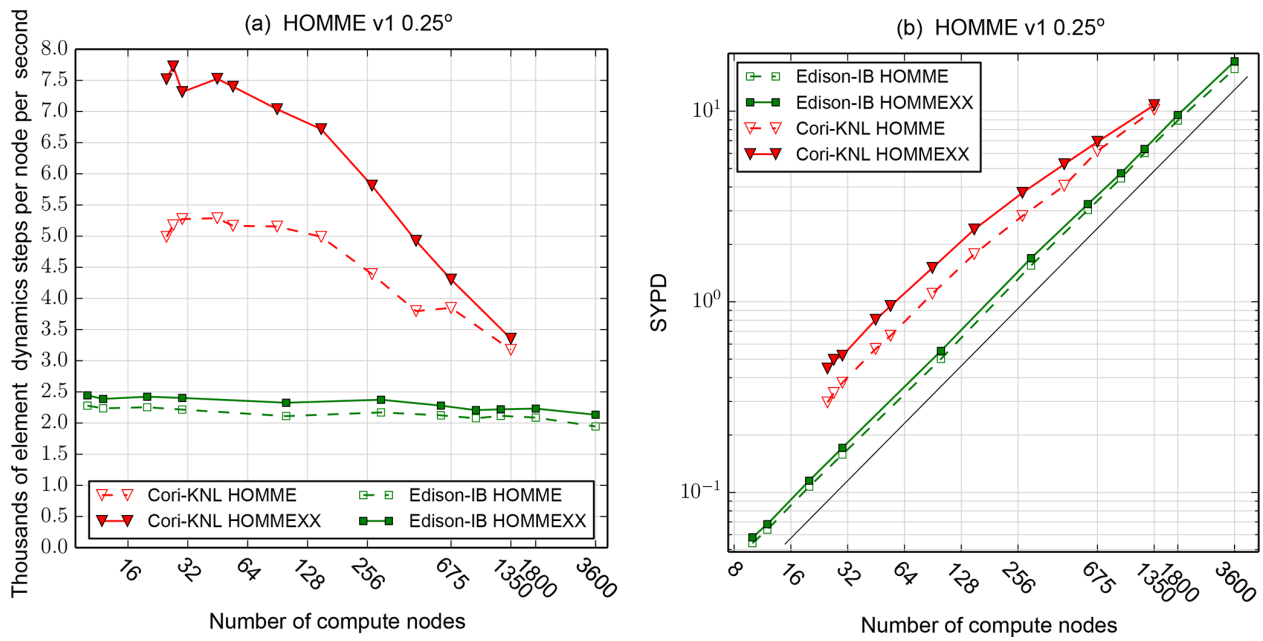 (a) HOMME v1 0.25°
Thousands of element dynamics steps per node per second
8.0
7.5
7.0
6.5
6.0
5.5
5.0
4.5
4.0
3.5
3.0
2.5
2.0
1.5
1.0
0.5
0.0
Cori-KNL HOMME
Cori-KNL HOMMEXX
Edison-IB HOMME
Edison-IB HOMMEXX
16
32
64
128
256
675
1350
1800
3600
Number of compute nodes
(b) HOMME v1 0.25°
SYPD
10¹
10⁰
10⁻¹
Edison-IB HOMME
Edison-IB HOMMEXX
Cori-KNL HOMME
Cori-KNL HOMMEXX
8
16
32
64
128
256
675
1350
1800
3600
Number of compute nodes